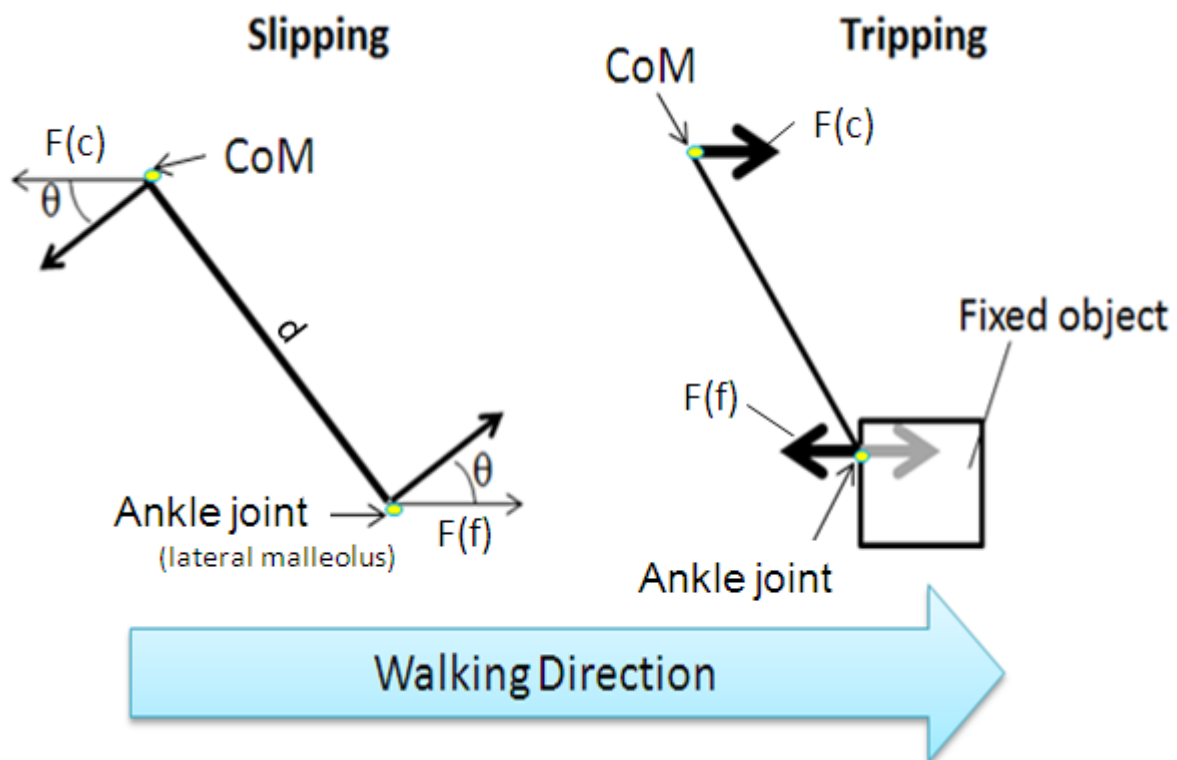 Slipping
F(c)
CoM
θ
d
θ
Ankle joint
(lateral malleolus)
F(f)
Tripping
CoM
F(c)
Fixed object
F(f)
Ankle joint
Walking Direction